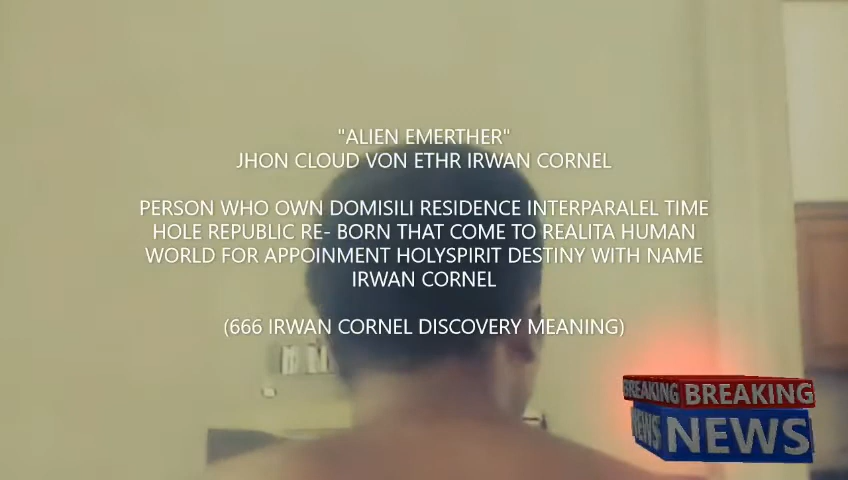 "ALIEN EMERTHER"
JHON CLOUD VON ETHR IRWAN CORNEL
PERSON WHO OWN DOMISILI RESIDENCE INTERPARALEL TIME
HOLE REPUBLIC RE- BORN THAT COME TO REALITA HUMAN
WORLD FOR APPOINMENT HOLYSPIRIT DESTINY WITH NAME
IRWAN CORNEL
(666 IRWAN CORNEL DISCOVERY MEANING)
BREAKING BREAKING
NEWS NEWS